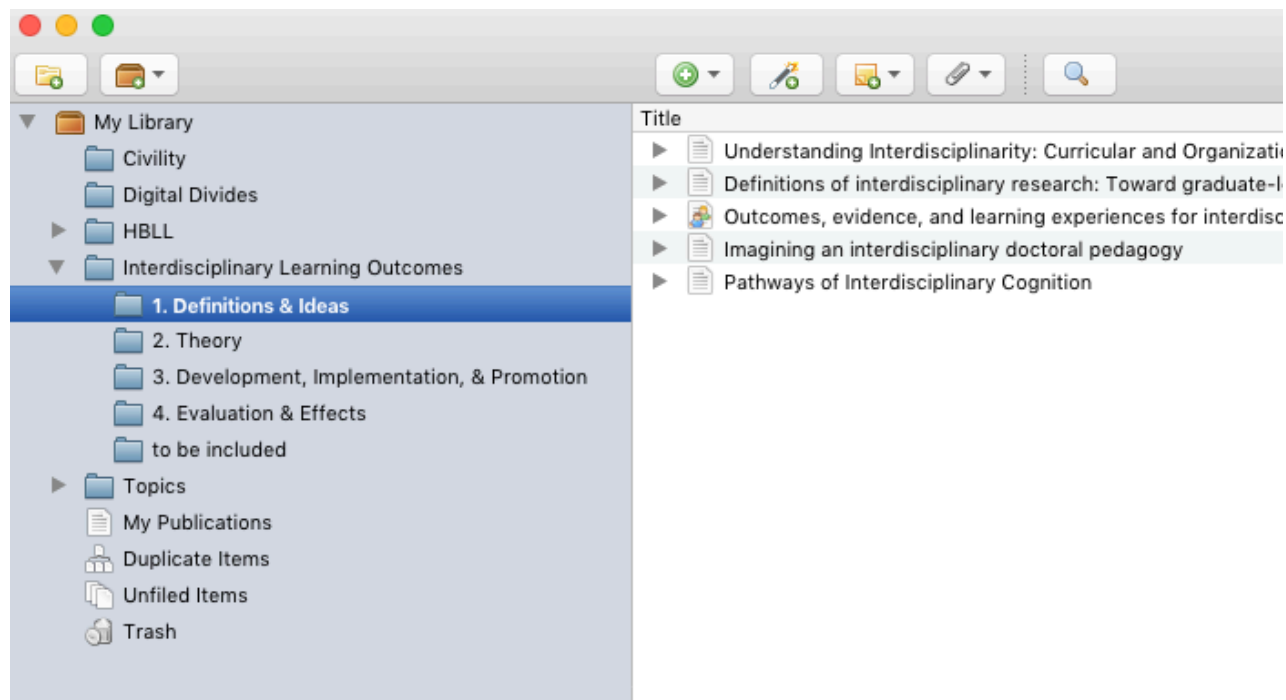 My Library
Civility
Digital Divides
HBLL
Interdisciplinary Learning Outcomes
1. Definitions & Ideas
2. Theory
3. Development, Implementation, & Promotion
4. Evaluation & Effects
to be included
Topics
My Publications
Duplicate Items
Unfiled Items
Trash
Title
Understanding Interdisciplinarity: Curricular and Organizati
Definitions of interdisciplinary research: Toward graduate-l
Outcomes, evidence, and learning experiences for interdisc
Imagining an interdisciplinary doctoral pedagogy
Pathways of Interdisciplinary Cognition